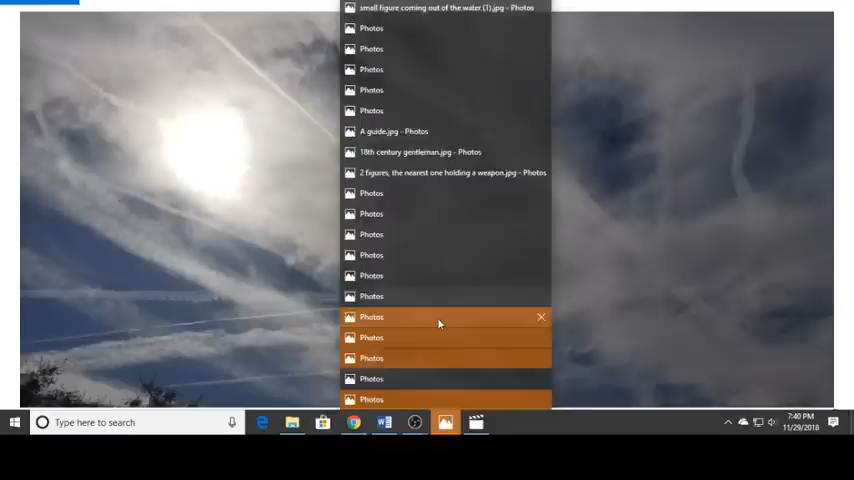 small figure coming out of the water (1).jpg - Photos
Photos
Photos
Photos
Photos
Photos
A guide.jpg - Photos
18th century gentleman.jpg - Photos
2 figures, the nearest one holding a weapon.jpg - Photos
Photos
Photos
Photos
Photos
Photos
Photos
Photos
Photos
Photos
Photos
Photos
Type here to search
7:40 PM
11/29/2018